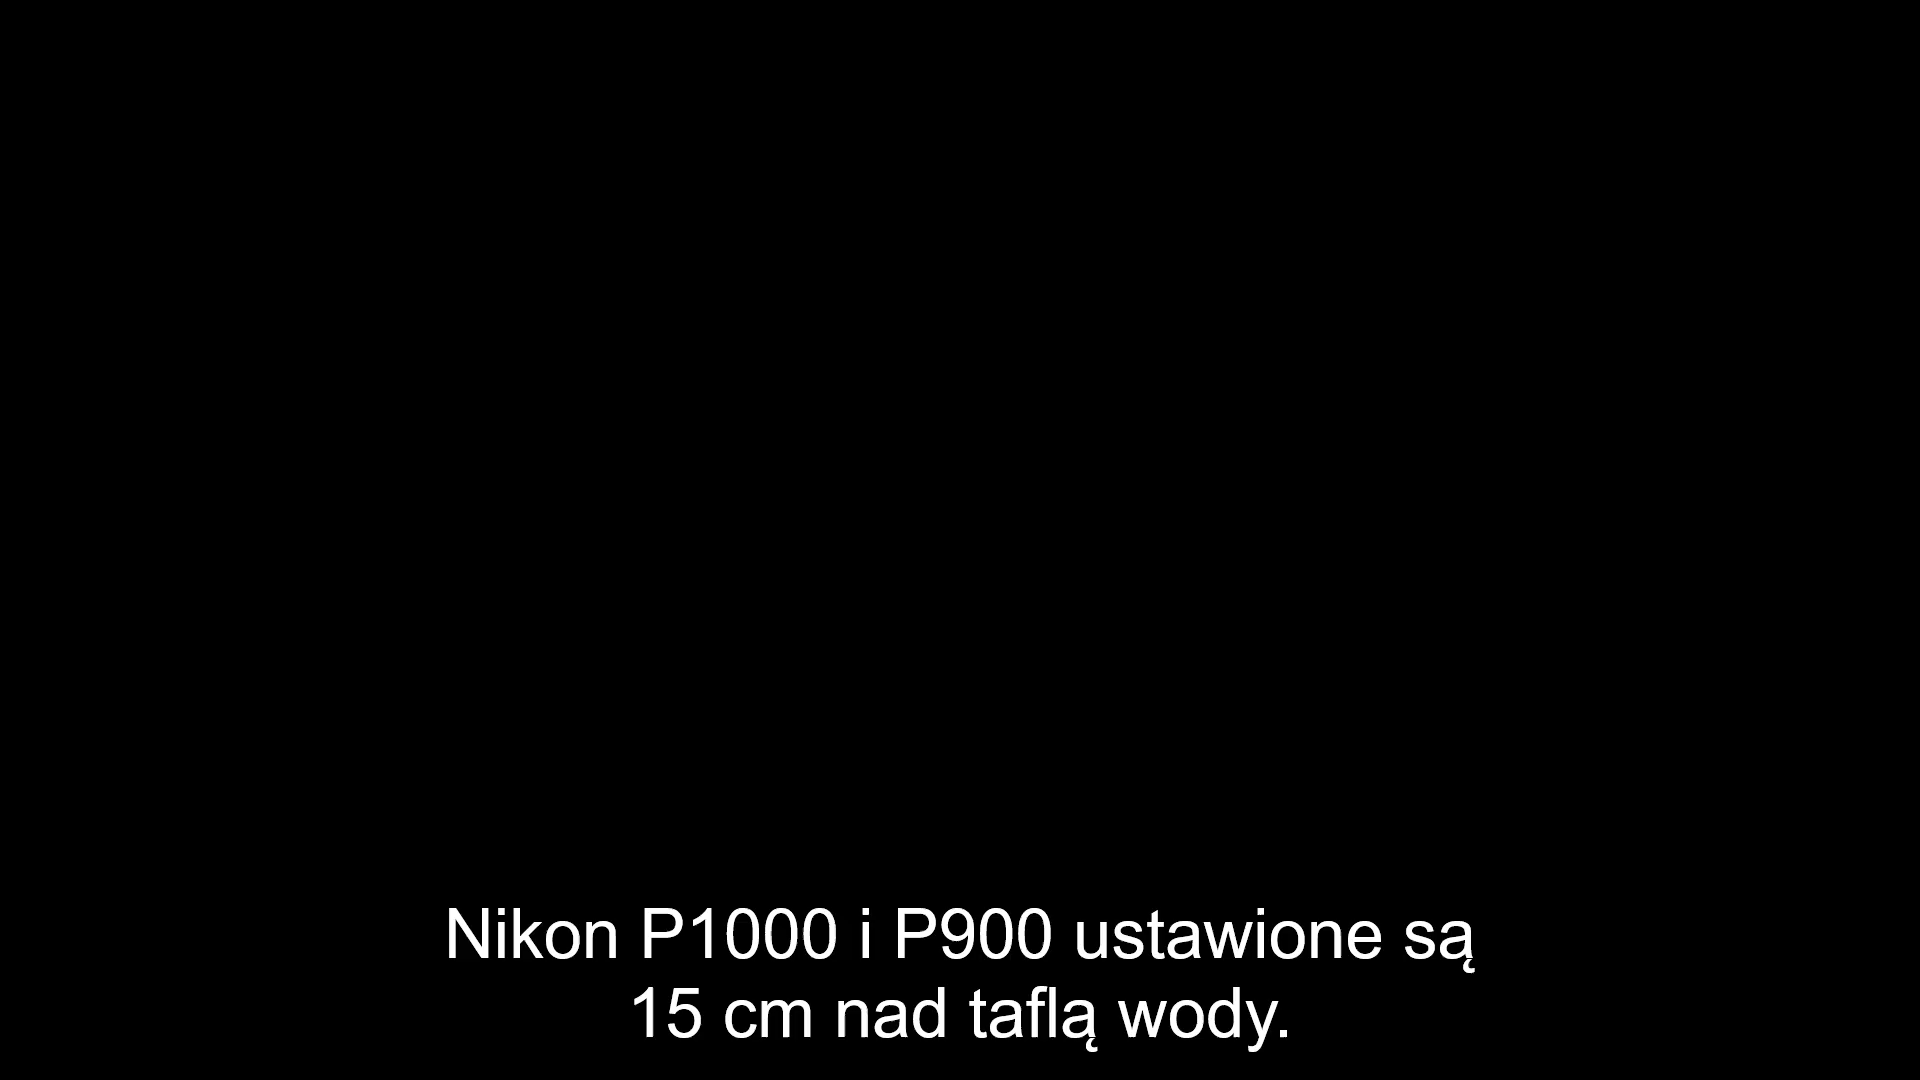 Nikon P1000 i P900 ustawione są
15 cm nad taflą wody.